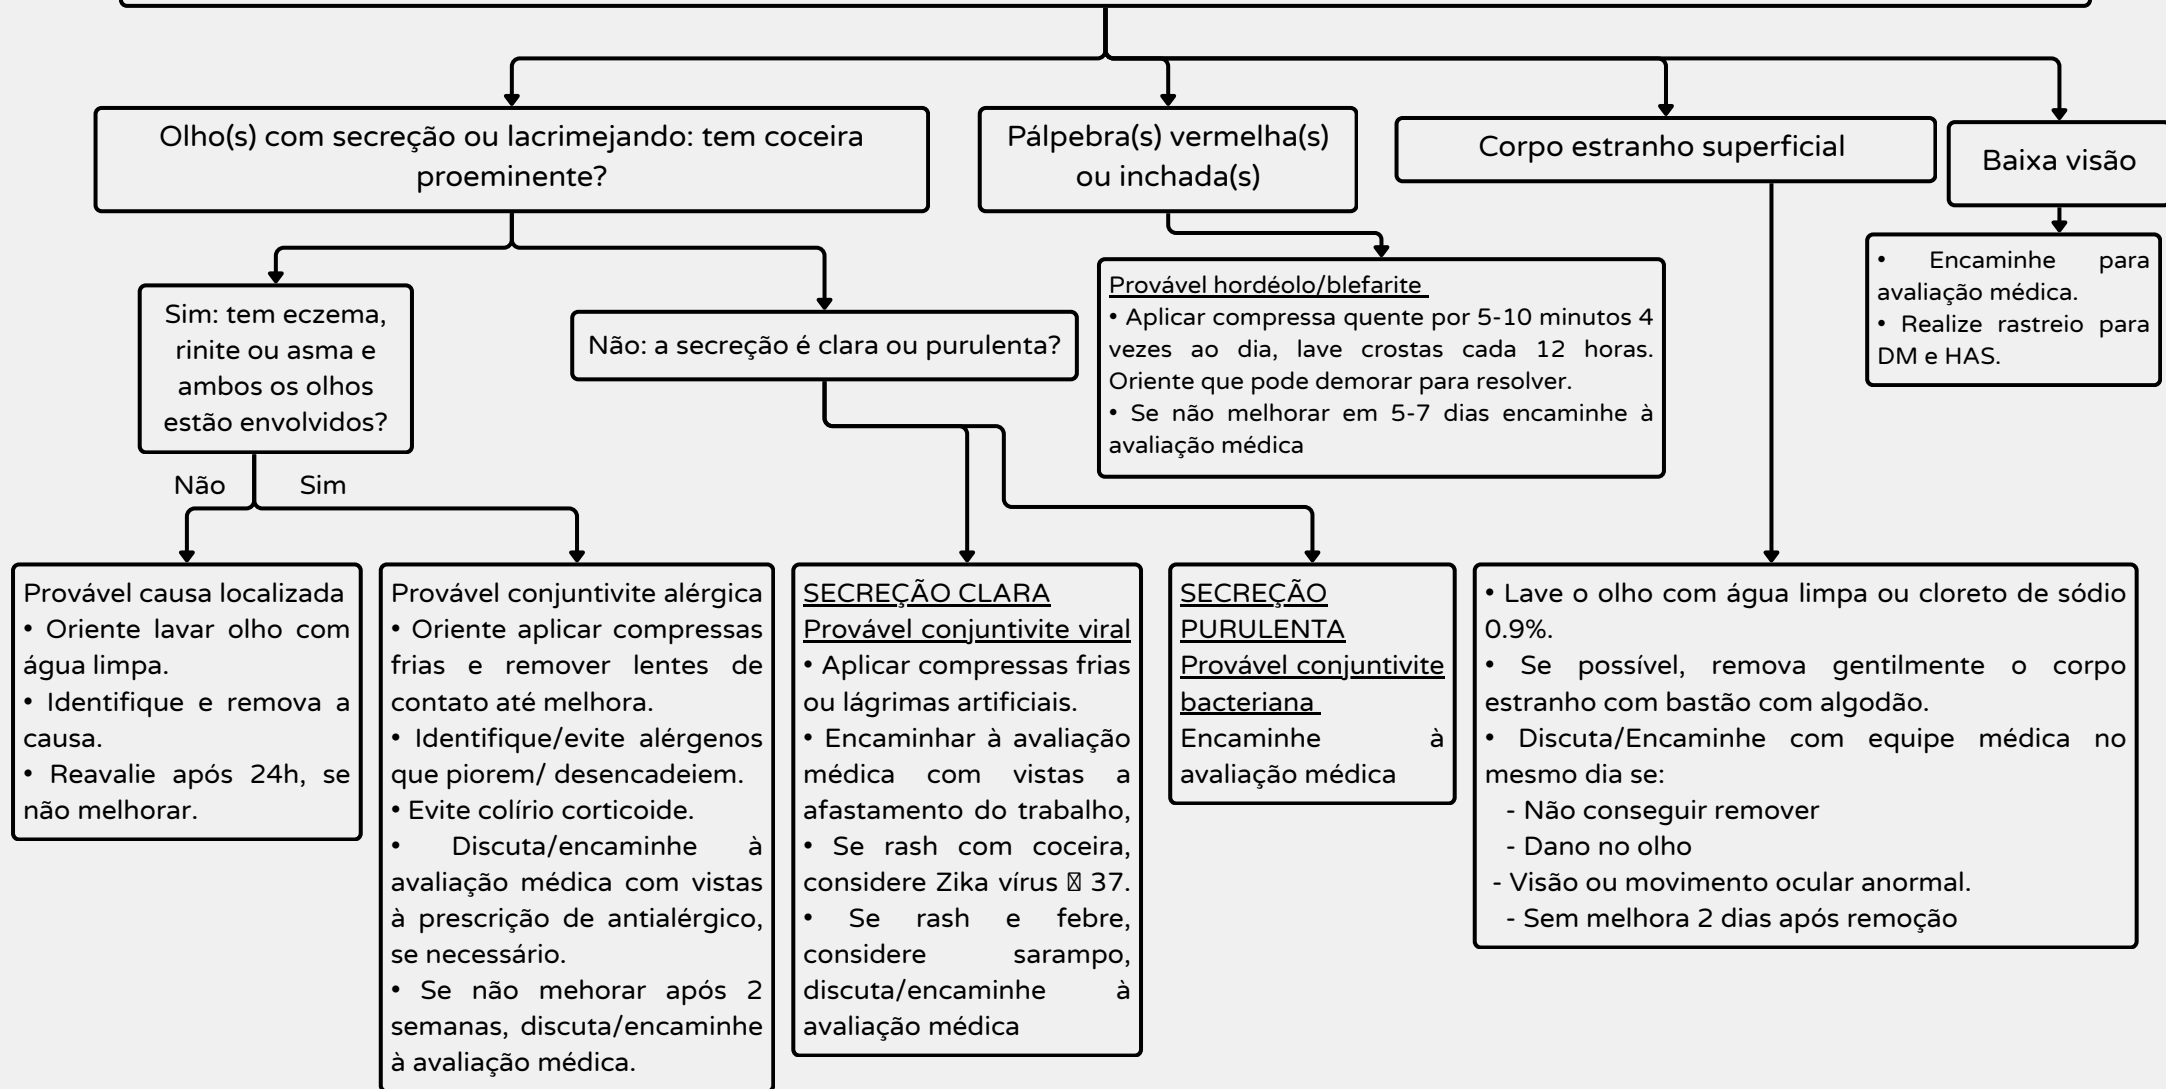 Olho(s) com secreção ou lacrimejando: tem coceira
proeminente?
Pálpebra(s) vermelha(s)
ou inchada(s)
Corpo estranho superficial
Baixa visão
Sim: tem eczema,
rinite ou asma e
ambos os olhos
estão envolvidos?
Não: a secreção é clara ou purulenta?
Provável hordéolo/blefarite
• Aplicar compressa quente por 5-10 minutos 4
vezes ao dia, lave crostas cada 12 horas.
Oriente que pode demorar para resolver.
• Se não melhorar em 5-7 dias encaminhe à
avaliação médica
• Encaminhe para
avaliação médica.
• Realize rastreio para
DM e HAS.
Não
Sim
Provável causa localizada
• Oriente lavar olho com
água limpa.
• Identifique e remova a
causa.
• Reavalie após 24h, se
não melhorar.
Provável conjuntivite alérgica
• Oriente aplicar compressas
frias e remover lentes de
contato até melhora.
• Identifique/evite alérgenos
que piorem/ desencadeiem.
• Evite colírio corticoide.
• Discuta/encaminhe à
avaliação médica com vistas
à prescrição de antialérgico,
se necessário.
• Se não mehorar após 2
semanas, discuta/encaminhe
à avaliação médica.
SECREÇÃO CLARA
Provável conjuntivite viral
• Aplicar compressas frias
ou lágrimas artificiais.
• Encaminhar à avaliação
médica com vistas a
afastamento do trabalho,
• Se rash com coceira,
considere Zika vírus 37.
• Se rash e febre,
considere sarampo,
discuta/encaminhe à
avaliação médica
SECREÇÃO
PURULENTA
Provável conjuntivite
bacteriana
Encaminhe à
avaliação médica
• Lave o olho com água limpa ou cloreto de sódio
0.9%.
• Se possível, remova gentilmente o corpo
estranho com bastão com algodão.
• Discuta/Encaminhe com equipe médica no
mesmo dia se:
- Não conseguir remover
- Dano no olho
- Visão ou movimento ocular anormal.
- Sem melhora 2 dias após remoção